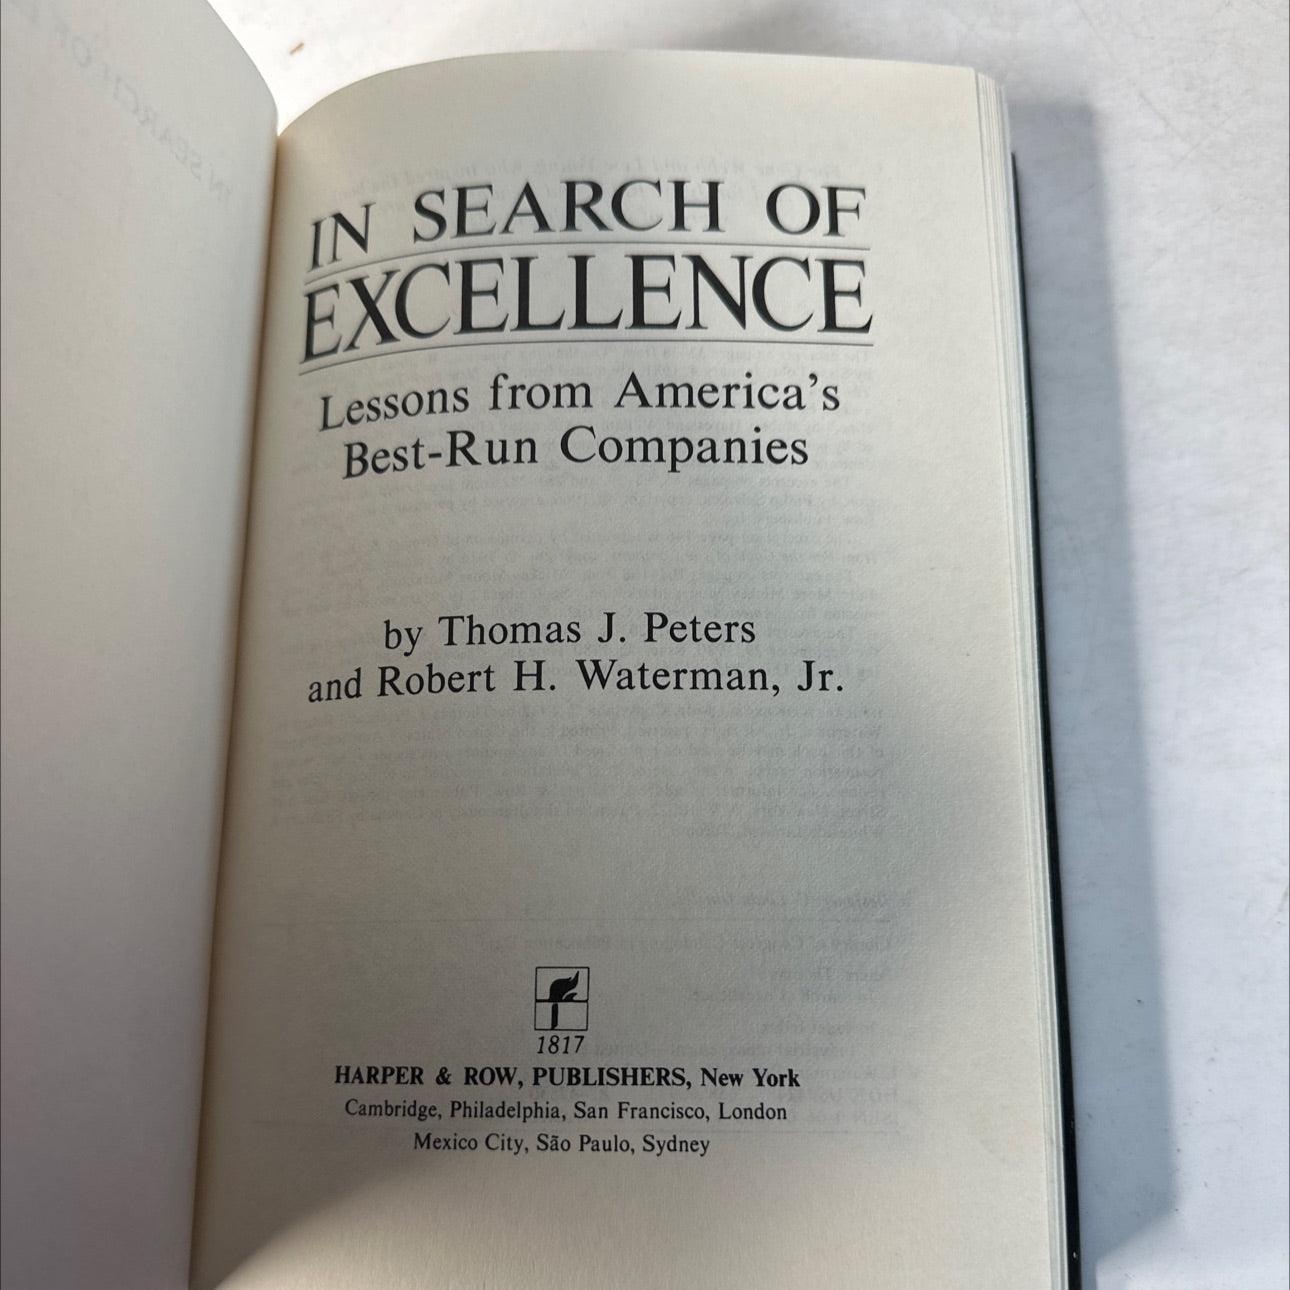 IN SEARCH OF
EXCELLENCE
Lessons from America's
Best-Run Companies
by Thomas J. Peters
and Robert H. Waterman, Jr.
1817
HARPER & ROW, PUBLISHERS, New York
Cambridge, Philadelphia, San Francisco, London
Mexico City, São Paulo, Sydney